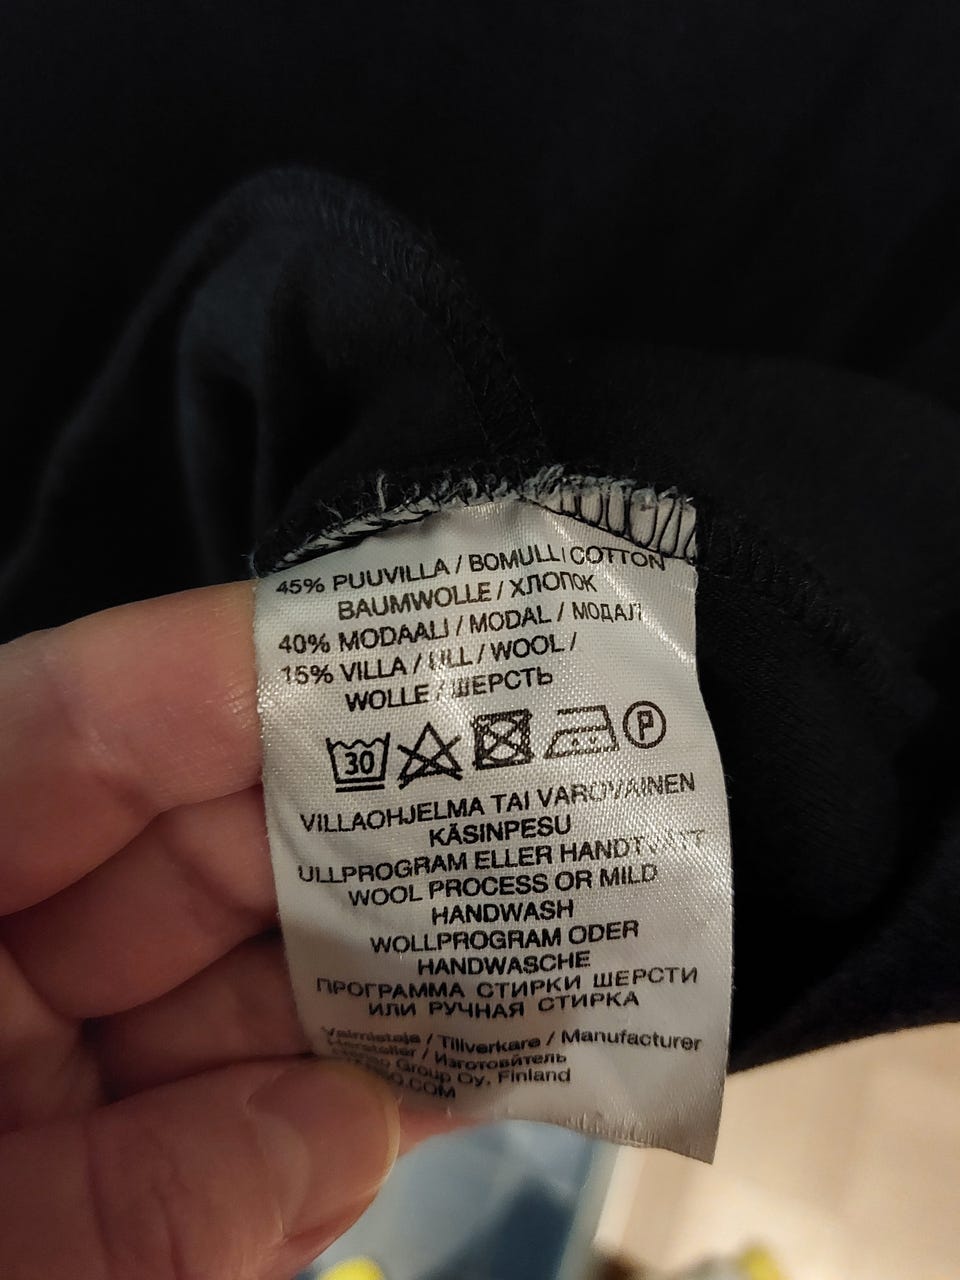 45% PUUVILLA / BOMULL / COTTON
BAUMWOLLE / ХЛОПОК
40% MODAALI / MODAL / МОДАЛ
15% VILLA / ULL / WOOL /
WOLLE / ШЕРСТЬ
30 P
VILLAOHJELMA TAI VAROVAINEN
KÄSINPESU
ULLPROGRAM ELLER HANDTVÄTT
WOOL PROCESS OR MILD
HANDWASH
WOLLPROGRAM ODER
HANDWASCHE
ПРОГРАММА СТИРКИ ШЕРСТИ
ИЛИ РУЧНАЯ СТИРКА
Valmistaja / Tillverkare / Manufacturer
Hersteller / Изготовитель
Group Oy, Finland
.COM